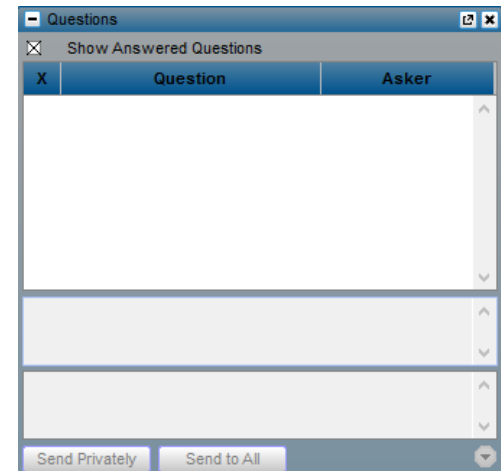 Questions
Show Answered Questions
X Question Asker
Send Privately Send to All